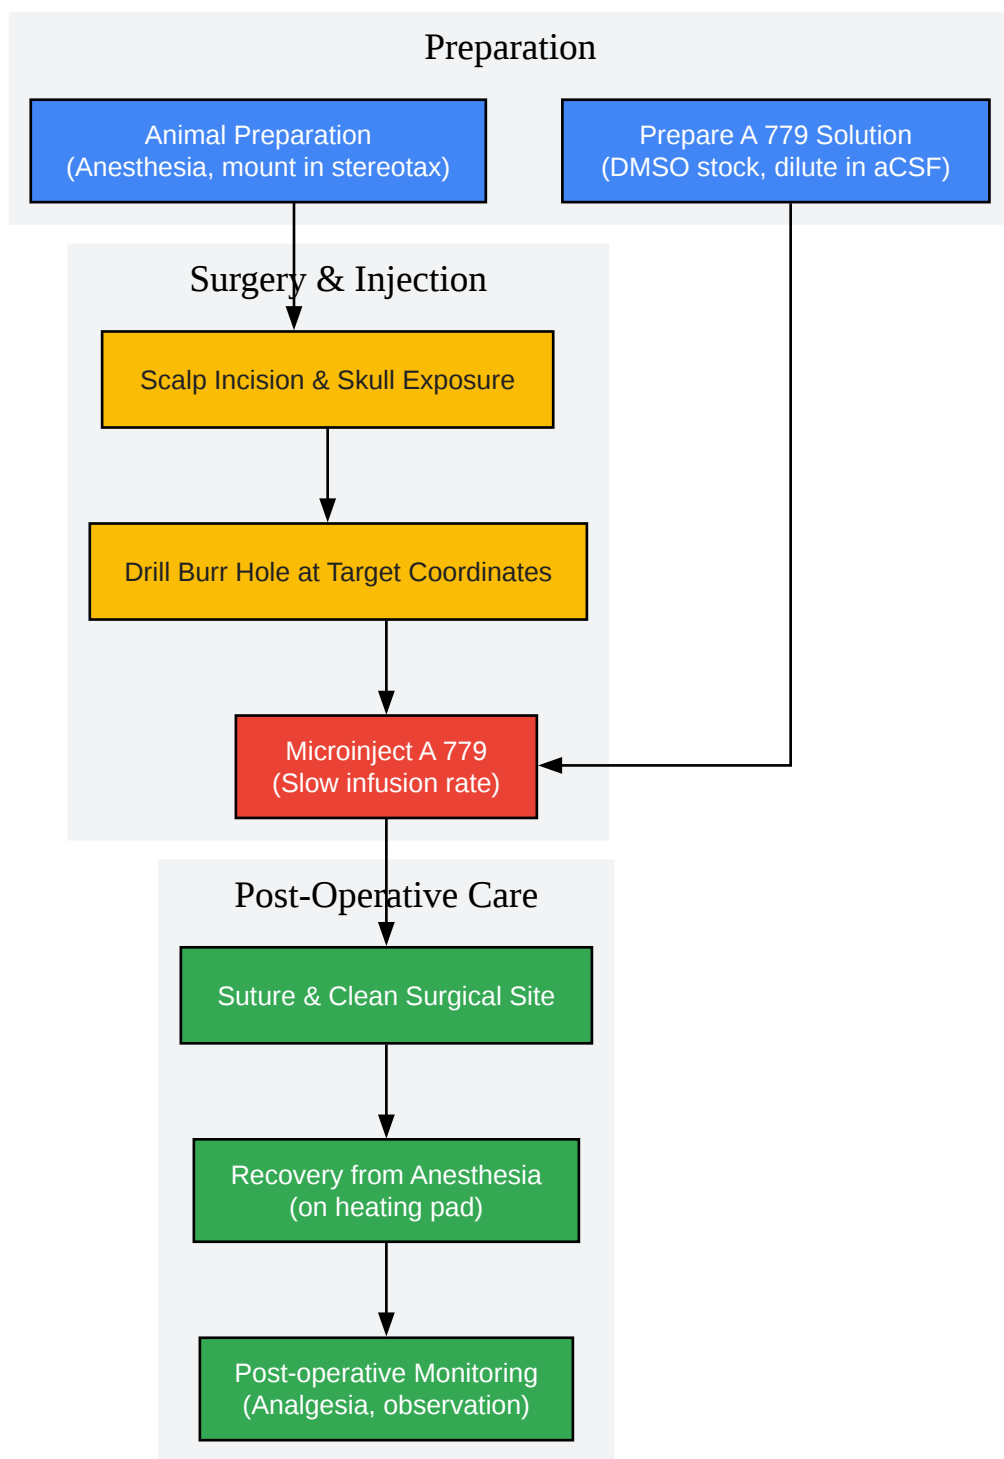 Preparation
Animal Preparation
(Anesthesia, mount in stereotax)
Prepare A 779 Solution
(DMSO stock, dilute in aCSF)
Surgery & Injection
Scalp Incision & Skull Exposure
Drill Burr Hole at Target Coordinates
Microinject A 779
(Slow infusion rate)
Post-Operative Care
Suture & Clean Surgical Site
Recovery from Anesthesia
(on heating pad)
Post-operative Monitoring
(Analgesia, observation)